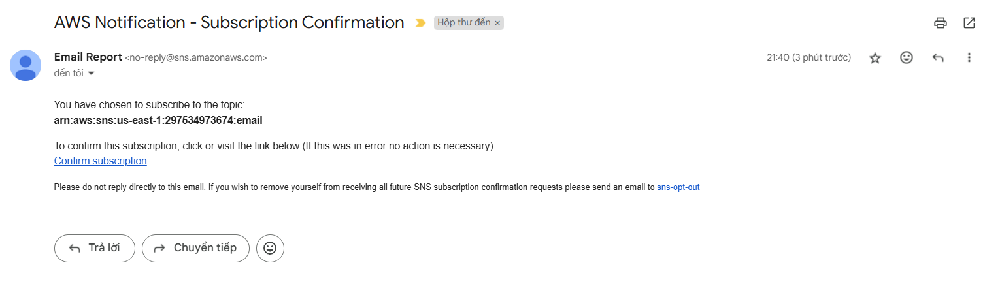 AWS Notification - Subscription Confirmation Hộp thư đến ×
Email Report <no-reply@sns.amazonaws.com> 21:40 (3 phút trước)
đến tôi
You have chosen to subscribe to the topic:
arn:aws:sns:us-east-1:297534973674:email
To confirm this subscription, click or visit the link below (If this was in error no action is necessary):
Confirm subscription
Please do not reply directly to this email. If you wish to remove yourself from receiving all future SNS subscription confirmation requests please send an email to sns-opt-out
Trả lời Chuyển tiếp